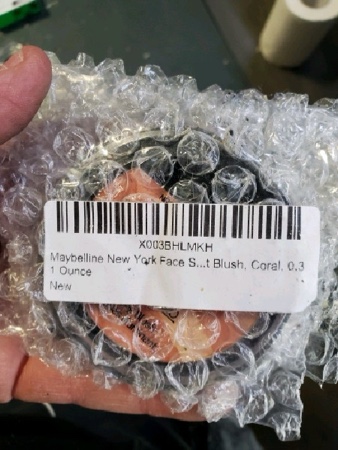 X003BHLMKH
Maybelline New York Face S...t Blush, Coral, 0.3
1 Ounce
New